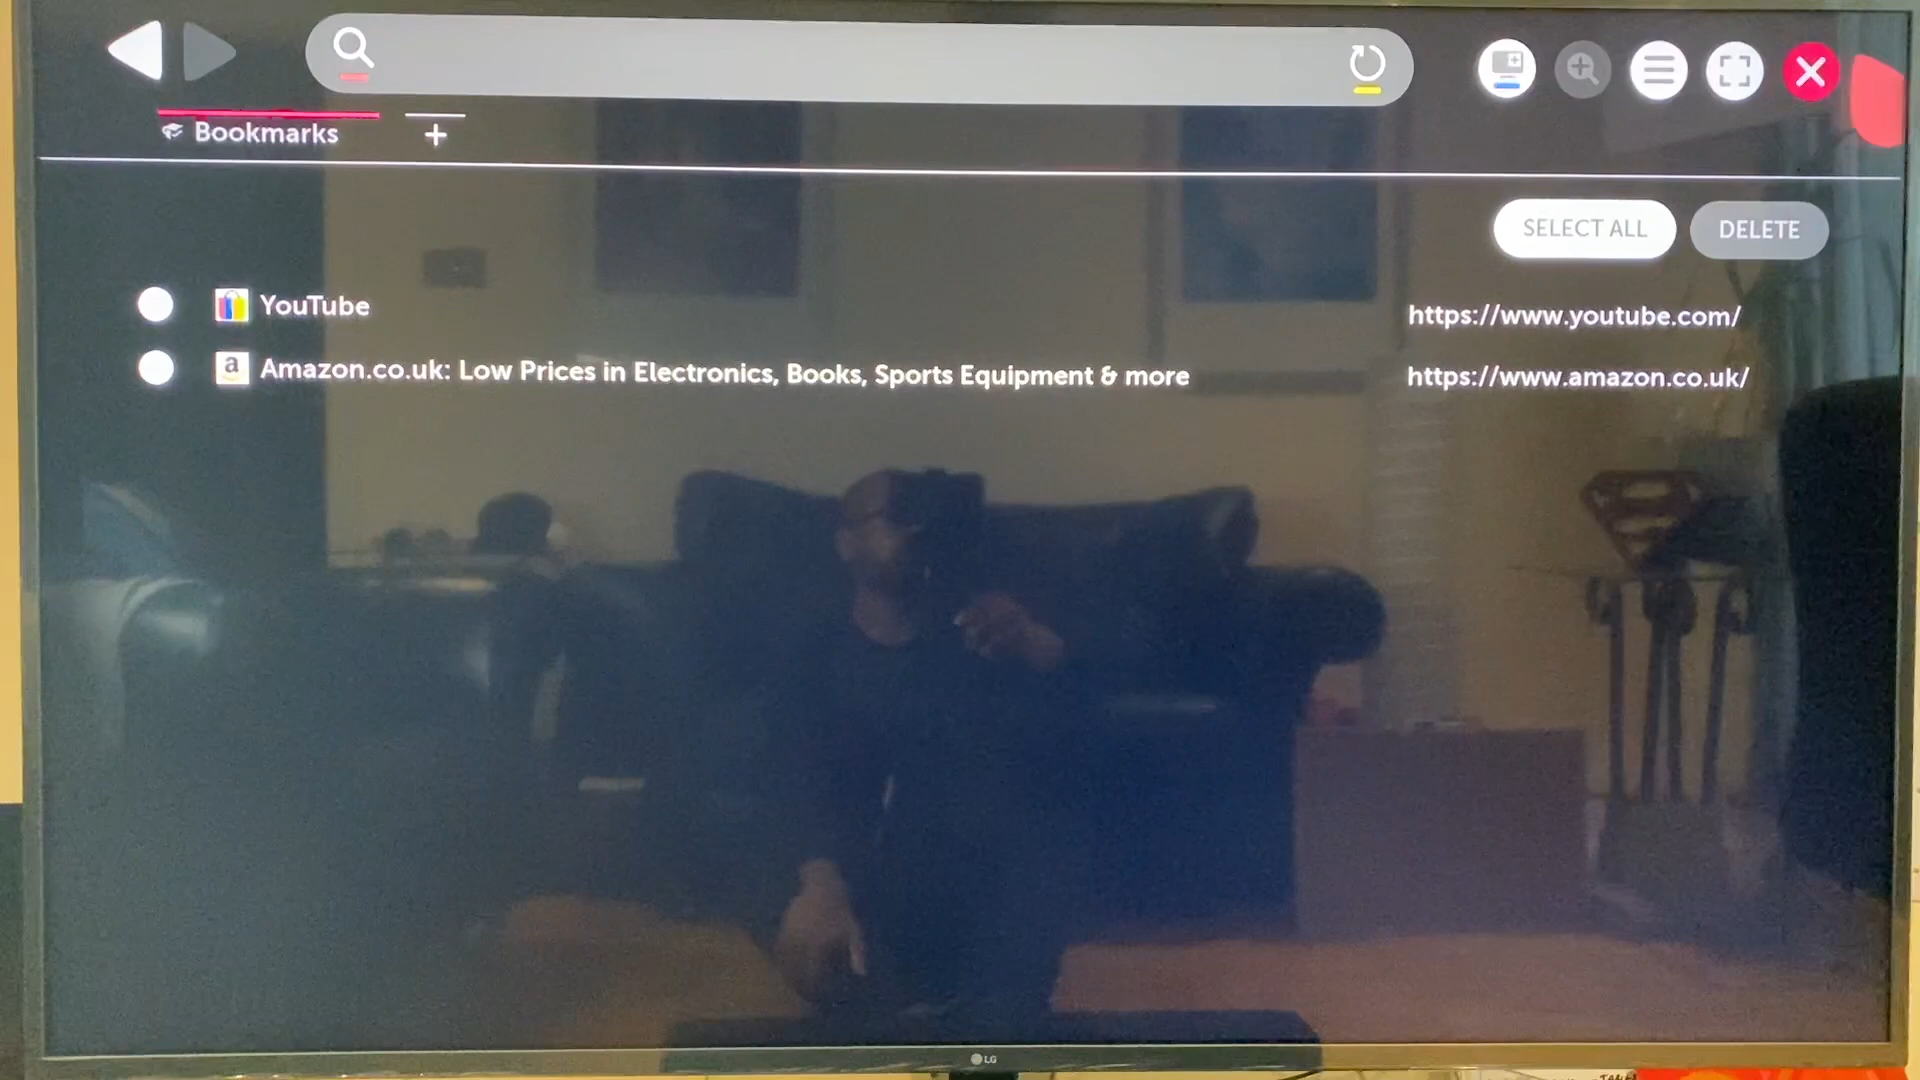 Bookmarks
+
SELECT ALL
DELETE
YouTube
https://www.youtube.com/
Amazon.co.uk: Low Prices in Electronics, Books, Sports Equipment & more
https://www.amazon.co.uk/
LG